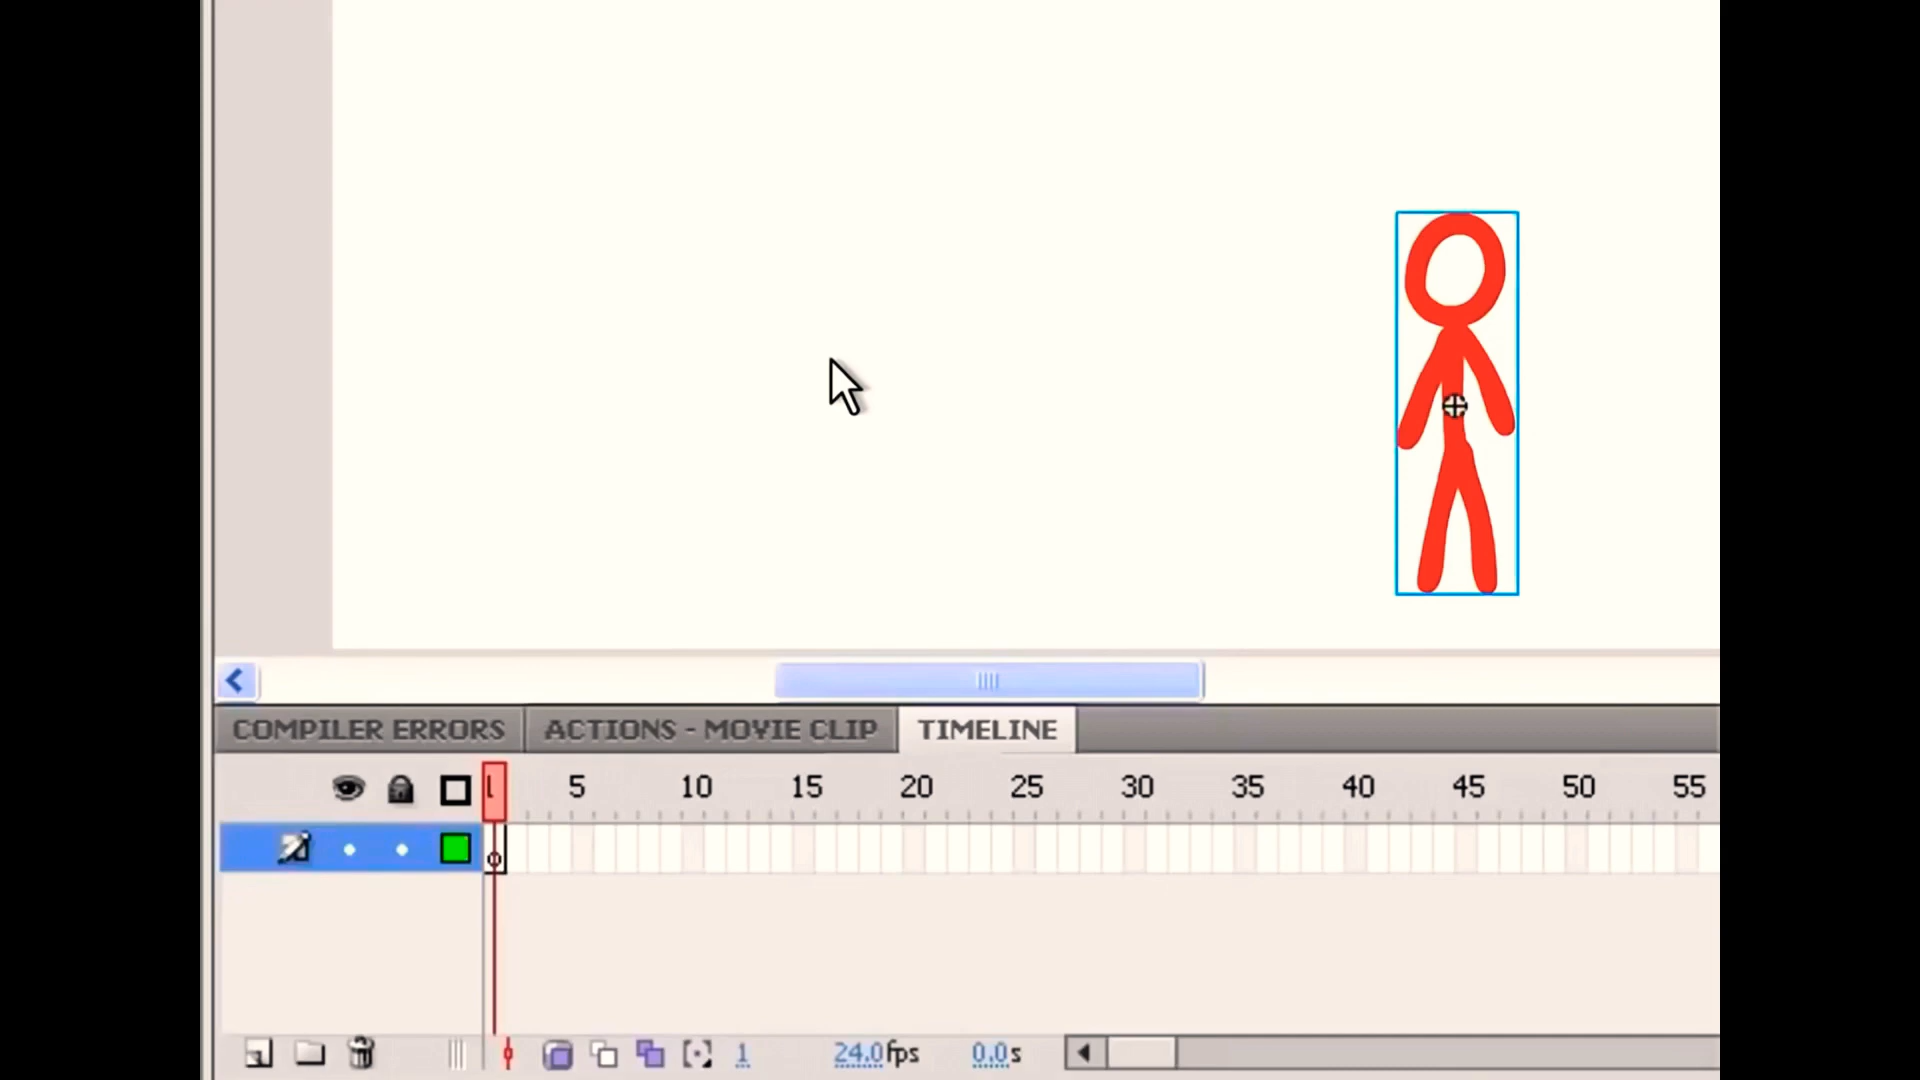 COMPILER ERRORS ACTIONS - MOVIE CLIP TIMELINE
1 5 10 15 20 25 30 35 40 45 50 55
1 24.0fps 0.0s